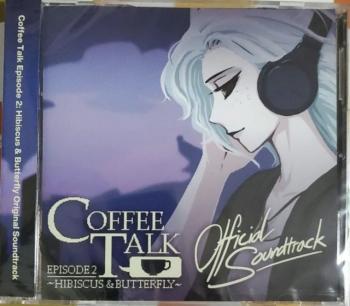 Coffee Talk Episode 2: Hibiscus & Butterfly Original Soundtrack
COFFEE
TALK
EPISODE 2
~HIBISCUS & BUTTERFLY~
Official
Soundtrack